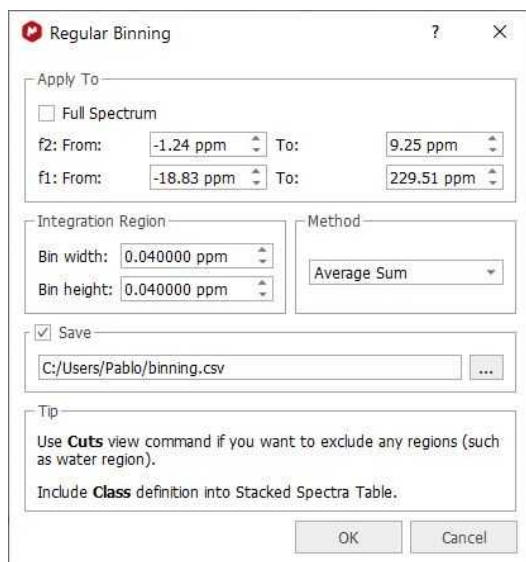 Regular Binning ? ×
Apply To
Full Spectrum
f2: From: -1.24 ppm To: 9.25 ppm
f1: From: -18.83 ppm To: 229.51 ppm
Integration Region
Bin width: 0.040000 ppm
Bin height: 0.040000 ppm
Method
Average Sum
Save
C:/Users/Pablo/binning.csv ...
Tip
Use Cuts view command if you want to exclude any regions (such
as water region).
Include Class definition into Stacked Spectra Table.
OK Cancel